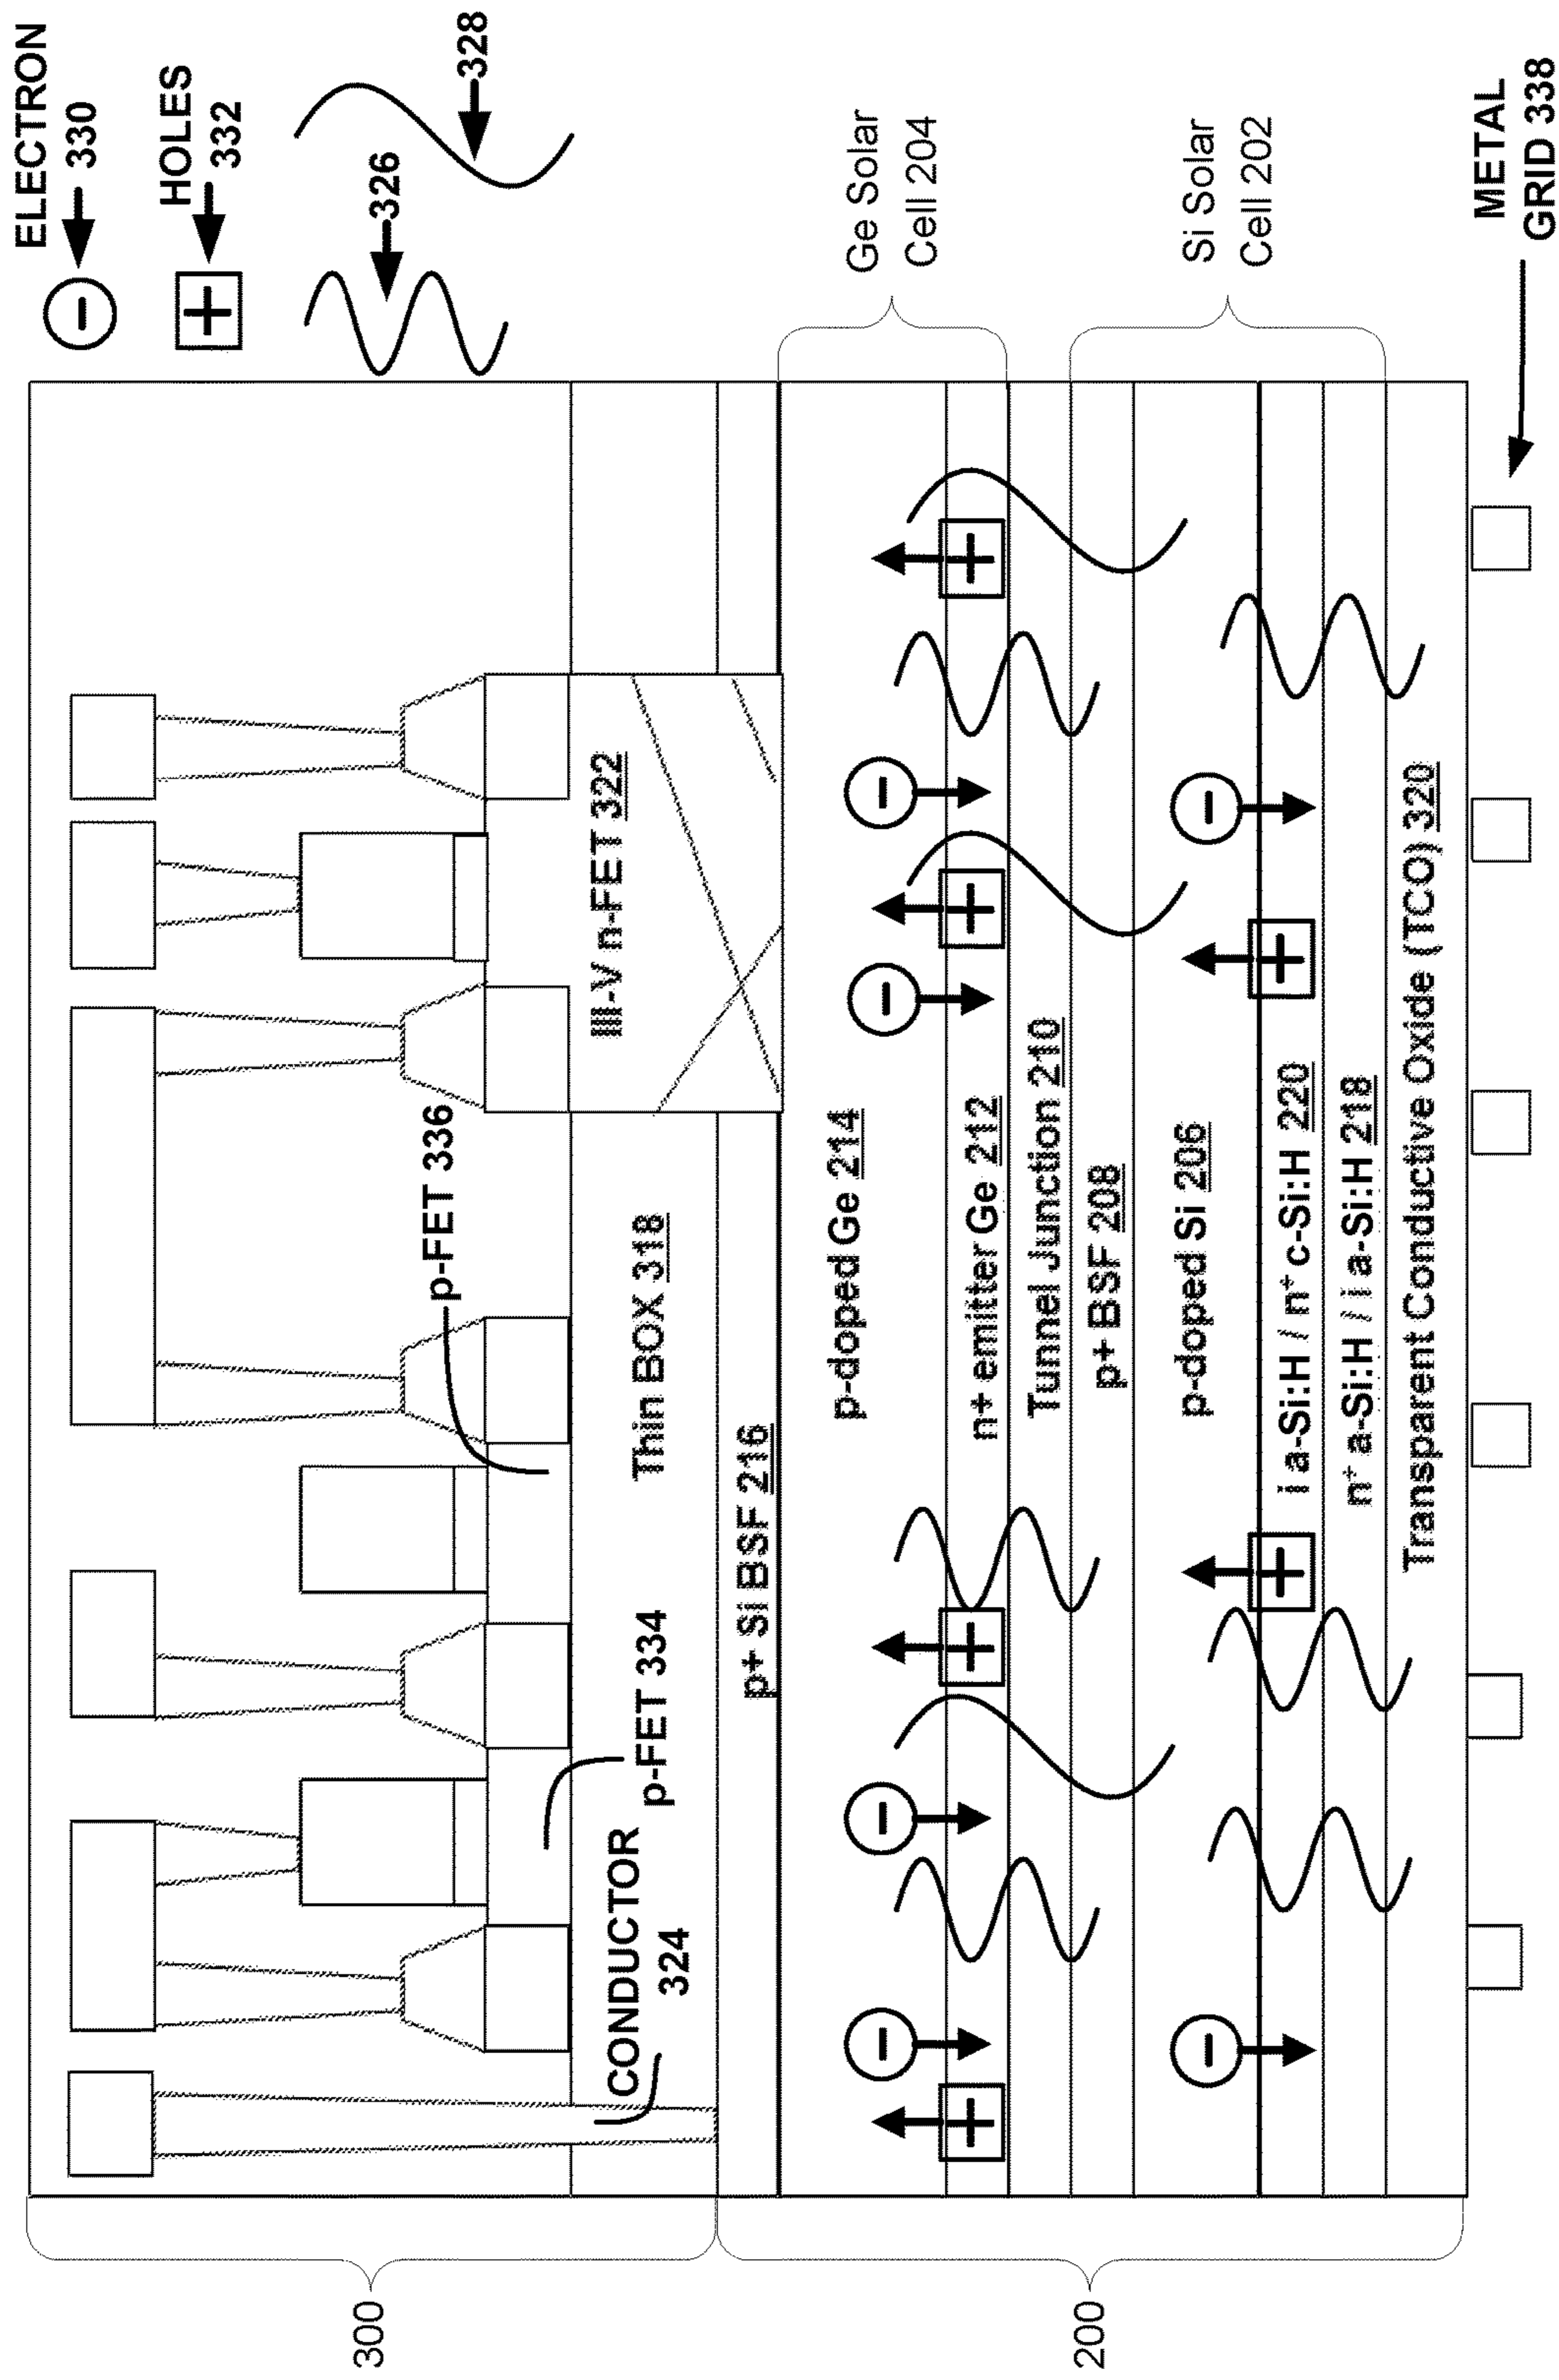 ELECTRON
330
HOLES
332
326
328
Ge Solar
Cell 204
Si Solar
Cell 202
METAL
GRID 338
III-V n-FET 322
p-FET 336
Thin BOX 318
p-FET 334
CONDUCTOR
324
p+ Si BSF 216
p-doped Ge 214
n+ emitter Ge 212
Tunnel Junction 210
p+ BSF 208
p-doped Si 206
i a-Si:H / n⁺ c-Si:H 220
n⁺ a-Si:H / i a-Si:H 218
Transparent Conductive Oxide (TCO) 320
300
200